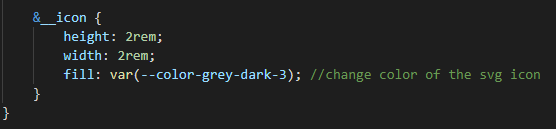 &__icon {
height: 2rem;
width: 2rem;
fill: var(--color-grey-dark-3); //change color of the svg icon
}
}